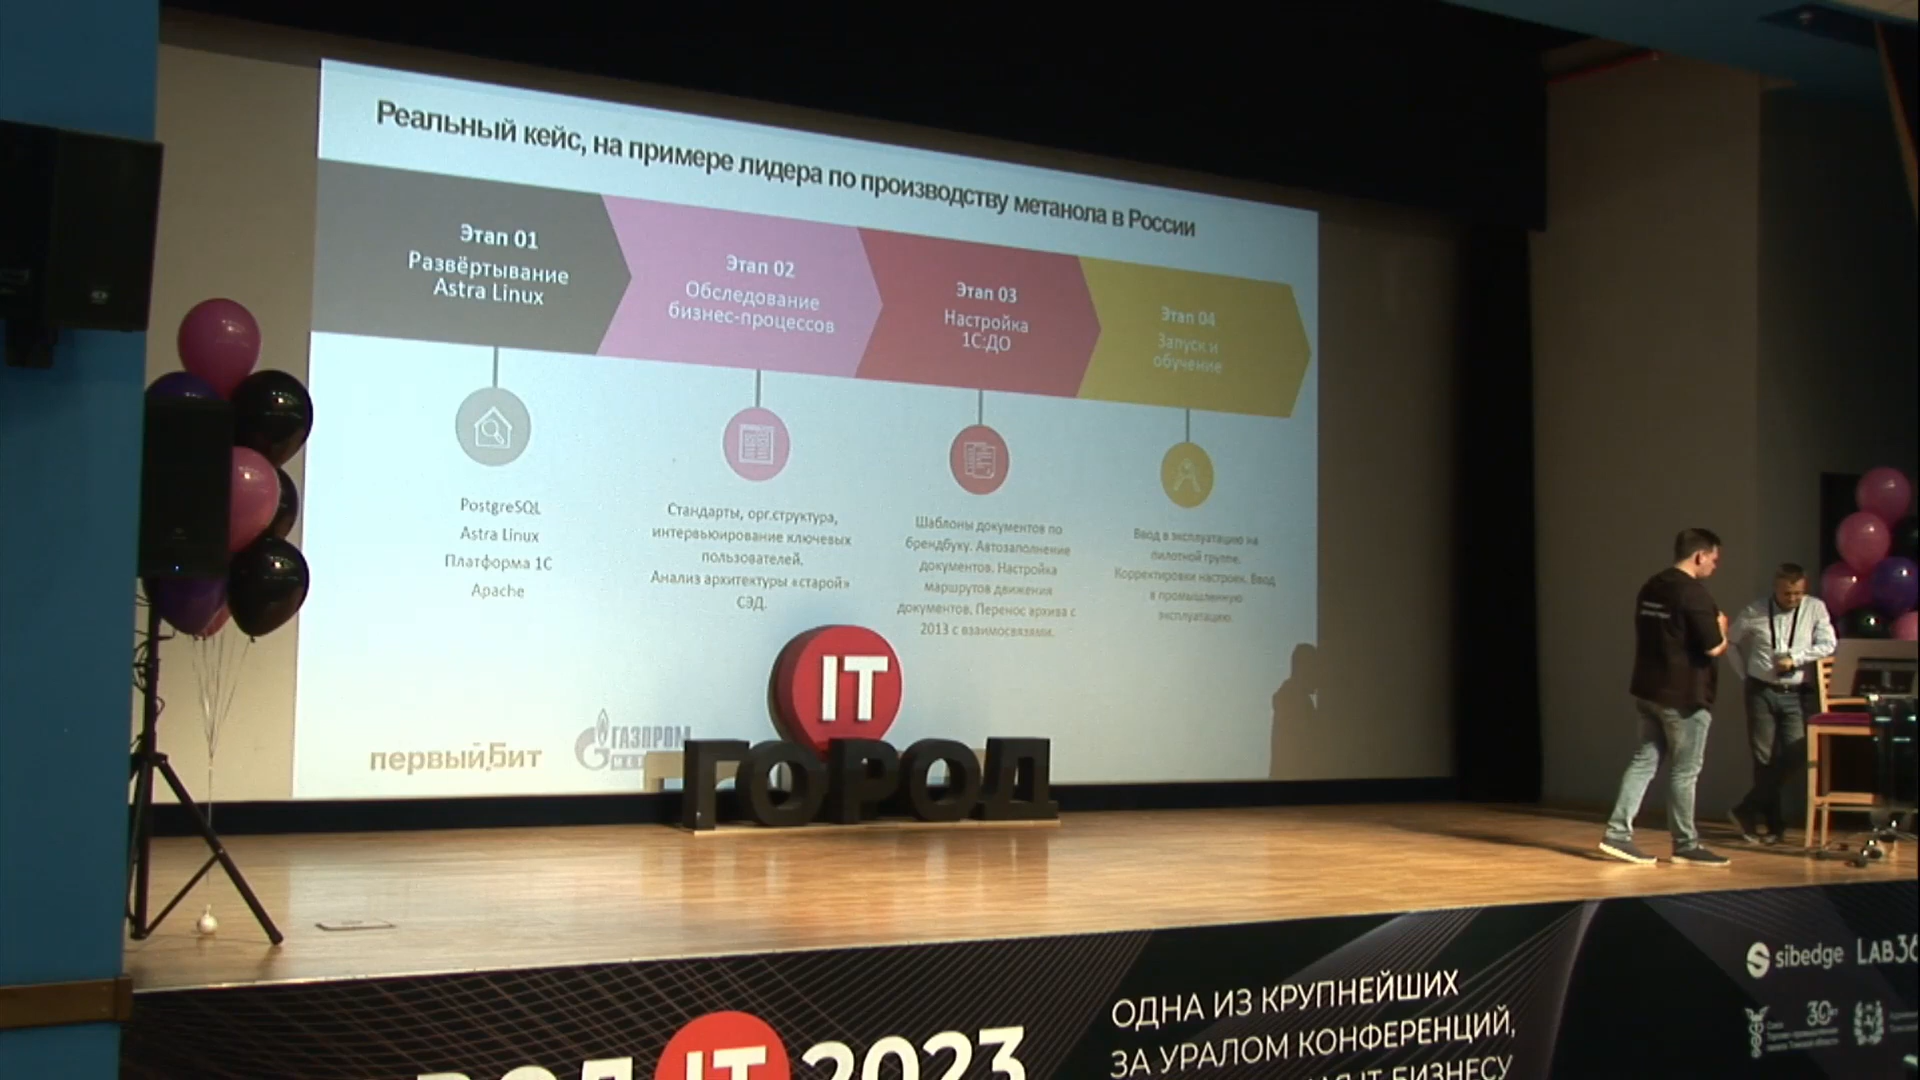 Реальный кейс, на примере лидера по производству метанола в России
Этап 01
Развёртывание
Astra Linux
Этап 02
Обследование
бизнес-процессов
Этап 03
Настройка
1С:ДО
Этап 04
Запуск и
обучение
PostgreSQL
Astra Linux
Платформа 1С
Apache
Стандарты, орг.структура,
интервьюирование ключевых
пользователей.
Анализ архитектуры «старой»
СЭД.
Шаблоны документов по
брендбуку. Автозаполнение
документов. Настройка
маршрутов движения
документов. Перенос архива с
2013 с взаимосвязями.
Ввод в эксплуатацию на
пилотной группе.
Корректировки настроек. Ввод
в промышленную
эксплуатацию.
первый.Бит
ГАЗПРОМ
IT
ГОРОД
IT 2023
ОДНА ИЗ КРУПНЕЙШИХ
ЗА УРАЛОМ КОНФЕРЕНЦИЙ,
IT-БИЗНЕСУ
sibedge
LAB36
30